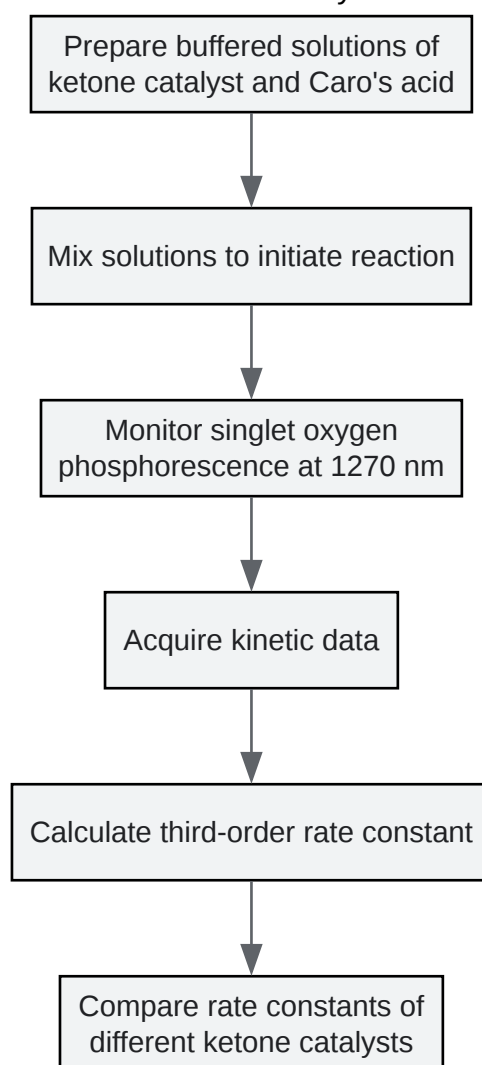 Prepare buffered solutions of
ketone catalyst and Caro's acid
Mix solutions to initiate reaction
Monitor singlet oxygen
phosphorescence at 1270 nm
Acquire kinetic data
Calculate third-order rate constant
Compare rate constants of
different ketone catalysts